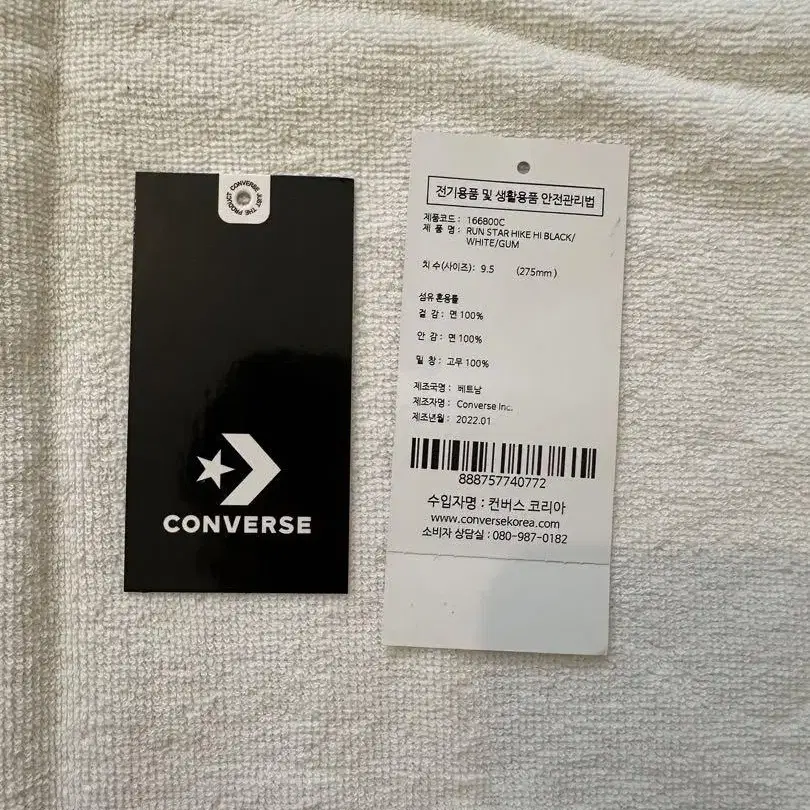 CONVERSE JUST THE PRODUCT
CONVERSE
전기용품 및 생활용품 안전관리법
제품코드 : 166800C
제 품 명 : RUN STAR HIKE HI BLACK/
WHITE/GUM
치 수(사이즈) : 9.5 (275mm)
섬유 혼용률
겉 감 : 면 100%
안 감 : 면 100%
밑 창 : 고무 100%
제조국명 : 베트남
제조자명 : Converse Inc.
제조년월 : 2022.01
888757740772
수입자명 : 컨버스 코리아
www.conversekorea.com
소비자 상담실 : 080-987-0182